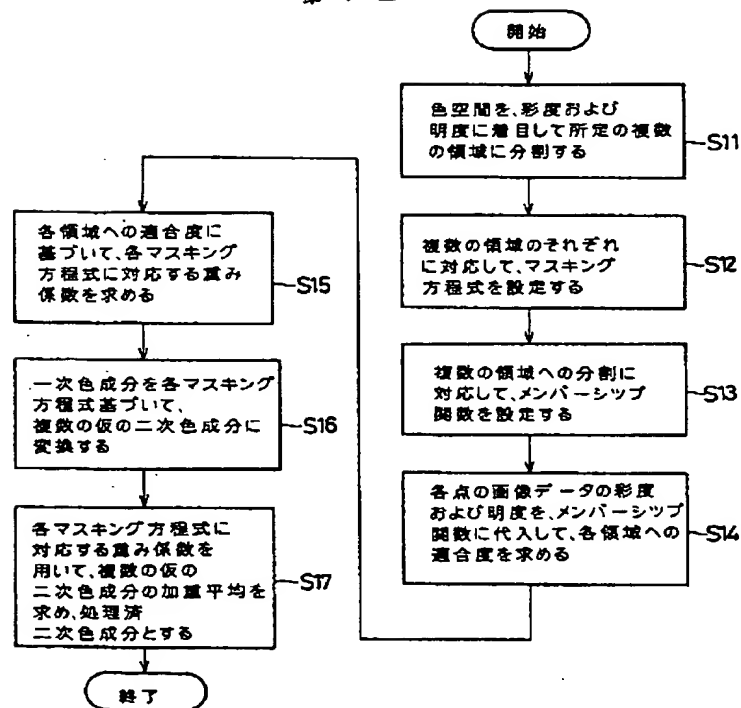 開始
色空間を、彩度および
明度に着目して所定の複数
の領域に分割する
S11
複数の領域のそれぞれ
に対応して、マスキング
方程式を設定する
S12
複数の領域への分割に
対応して、メンバーシップ
関数を設定する
S13
各点の画像データの彩度
および明度を、メンバーシップ
関数に代入して、各領域への
適合度を求める
S14
各領域への適合度に
基づいて、各マスキング
方程式に対応する重み
係数を求める
S15
一次色成分を各マスキング
方程式基づいて、
複数の仮の二次色成分に
変換する
S16
各マスキング方程式に
対応する重み係数を
用いて、複数の仮の
二次色成分の加重平均を
求め、処理済
二次色成分とする
S17
終了